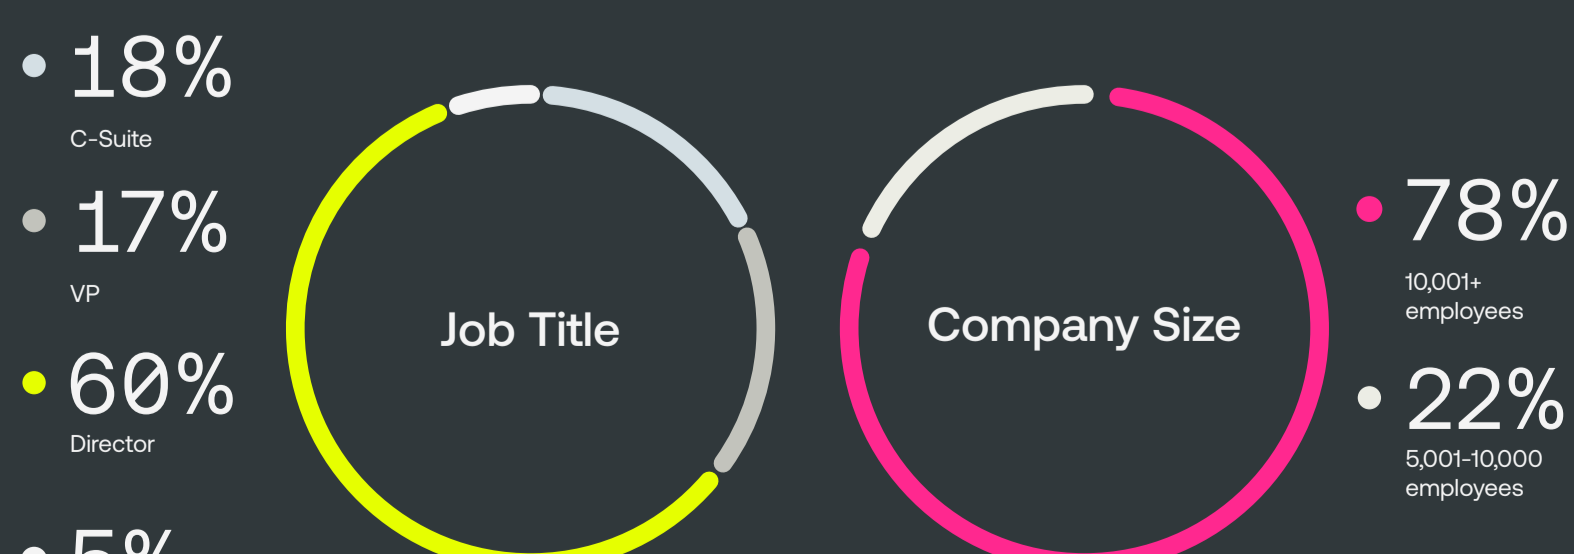 18%
C-Suite
17%
VP
60%
Director
5%
Job Title
Company Size
78%
10,001+
employees
22%
5,001-10,000
employees